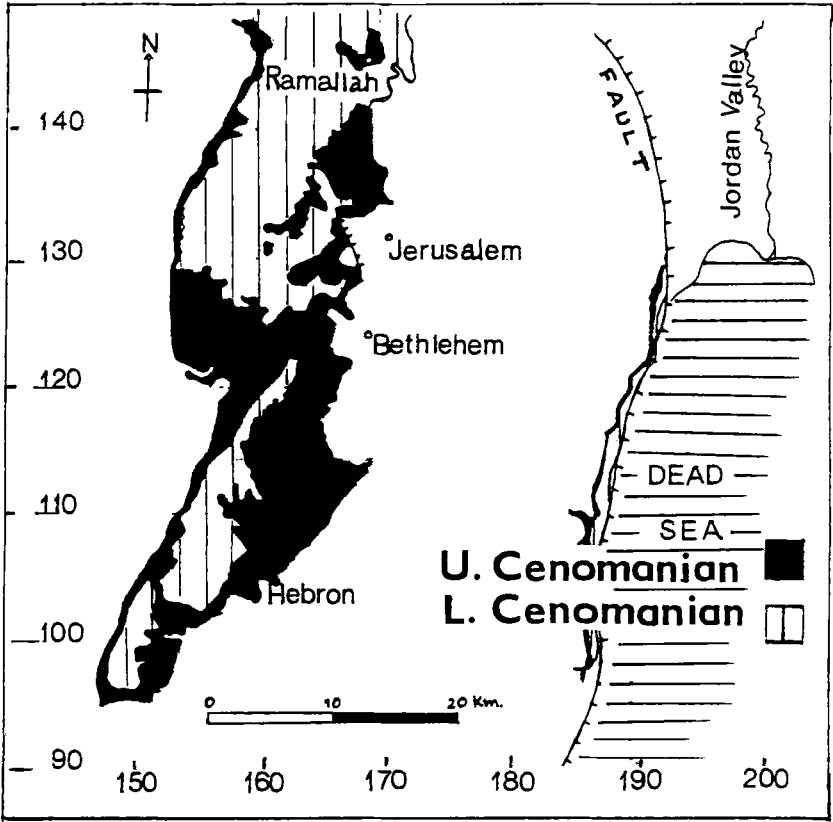 N
Ramallah
FAULT
Jordan Valley
140
130
Jerusalem
Bethlehem
120
DEAD
110
SEA
U. Cenomanian
Hebron
L. Cenomanian
100
0 10 20 Km.
90
150 160 170 180 190 200